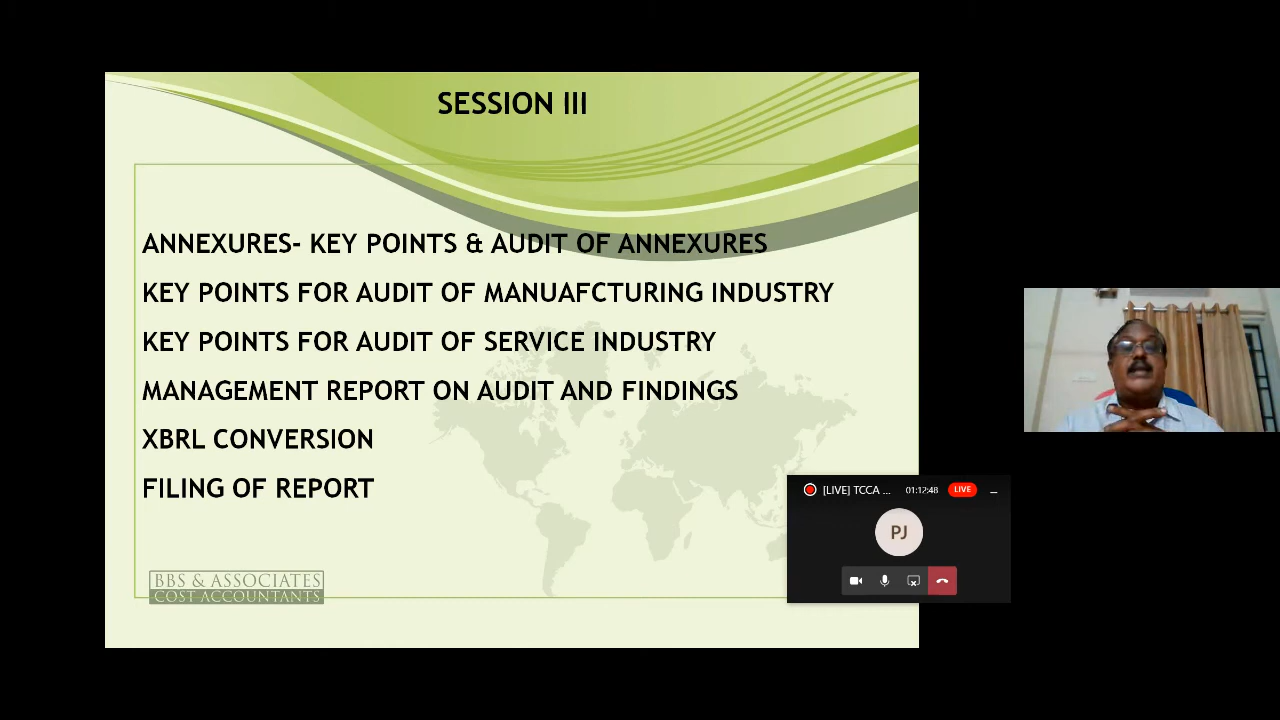 SESSION III
ANNEXURES- KEY POINTS & AUDIT OF ANNEXURES
KEY POINTS FOR AUDIT OF MANUAFCTURING INDUSTRY
KEY POINTS FOR AUDIT OF SERVICE INDUSTRY
MANAGEMENT REPORT ON AUDIT AND FINDINGS
XBRL CONVERSION
FILING OF REPORT
[LIVE] TCCA ... 01:12:48 LIVE
PJ
BBS & ASSOCIATES
COST ACCOUNTANTS